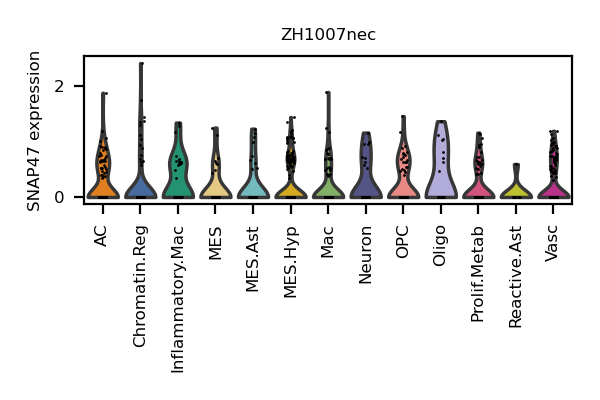 ZH1007nec
SNAP47 expression
2
0
AC
Chromatin.Reg
Inflammatory.Mac
MES
MES.Ast
MES.Hyp
Mac
Neuron
OPC
Oligo
Prolif.Metab
Reactive.Ast
Vasc